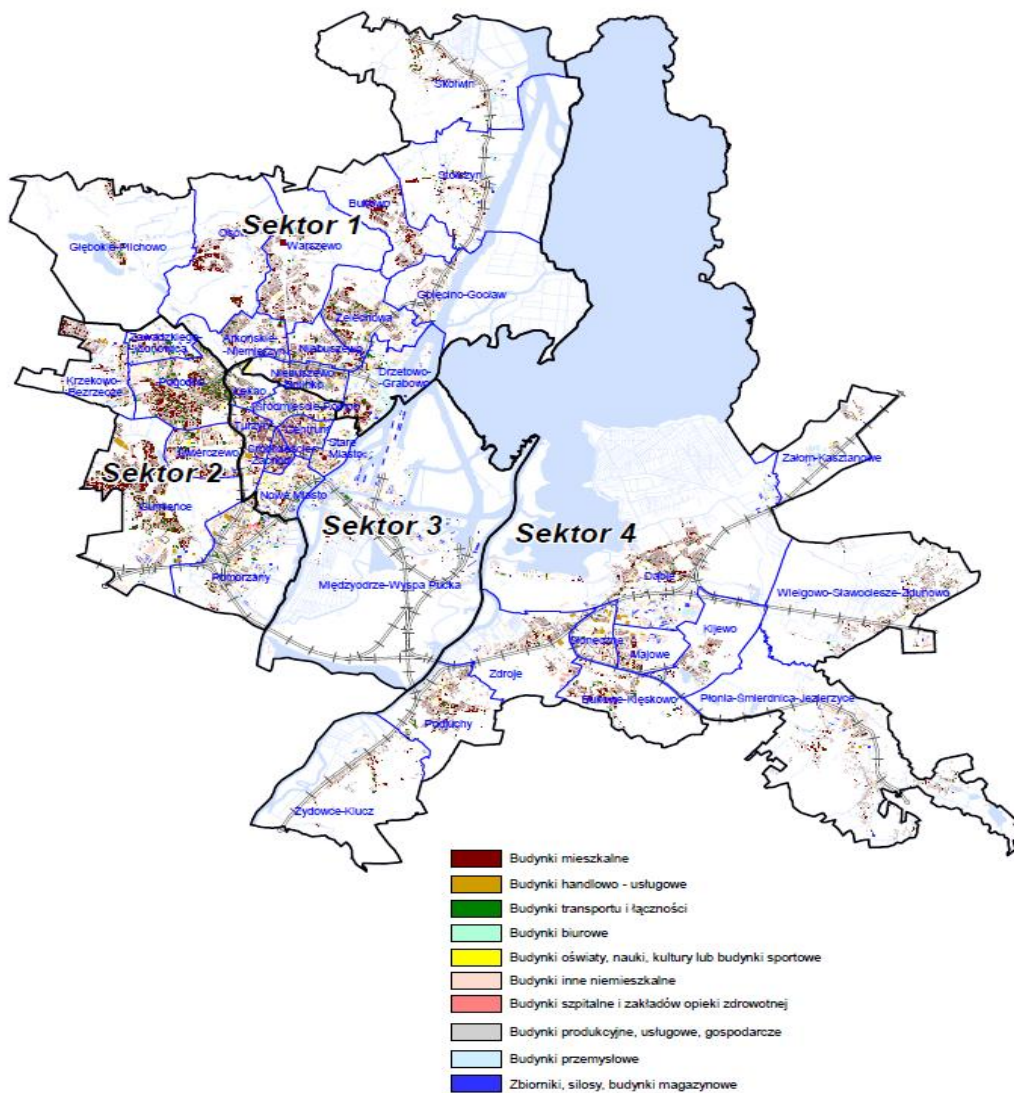 Skolwin
Stołczyn
Bukowo
Sektor 1
Warszewo
Głębokie-Pilchowo
Golęcino-Gocław
Żelechowa
Arkońskie-
-Niemierzyn
Niebuszewo
Zawadzkiego-
-Klonowica
Drzetowo-
-Grabowo
Niebuszewo-
-Bolinko
Krzekowo-
-Bezrzecze
Pogodno
Łękno
Śródmieście-Północ
Turzyn
Centrum
Stare
Miasto
Śródmieście-
-Zachód
Świerczewo
Załom-Kasztanowe
Sektor 2
Gumieńce
Nowe Miasto
Sektor 3
Sektor 4
Pomorzany
Międzyodrze-Wyspa Pucka
Dąbie
Wielgowo-Sławociesze-Zdunowo
Słoneczne
Kijewo
Majowe
Zdroje
Bukowe-Klęskowo
Płonia-Śmierdnica-Jezierzyce
Podjuchy
Żydowce-Klucz
Budynki mieszkalne
Budynki handlowo - usługowe
Budynki transportu i łączności
Budynki biurowe
Budynki oświaty, nauki, kultury lub budynki sportowe
Budynki inne niemieszkalne
Budynki szpitalne i zakładów opieki zdrowotnej
Budynki produkcyjne, usługowe, gospodarcze
Budynki przemysłowe
Zbiorniki, silosy, budynki magazynowe